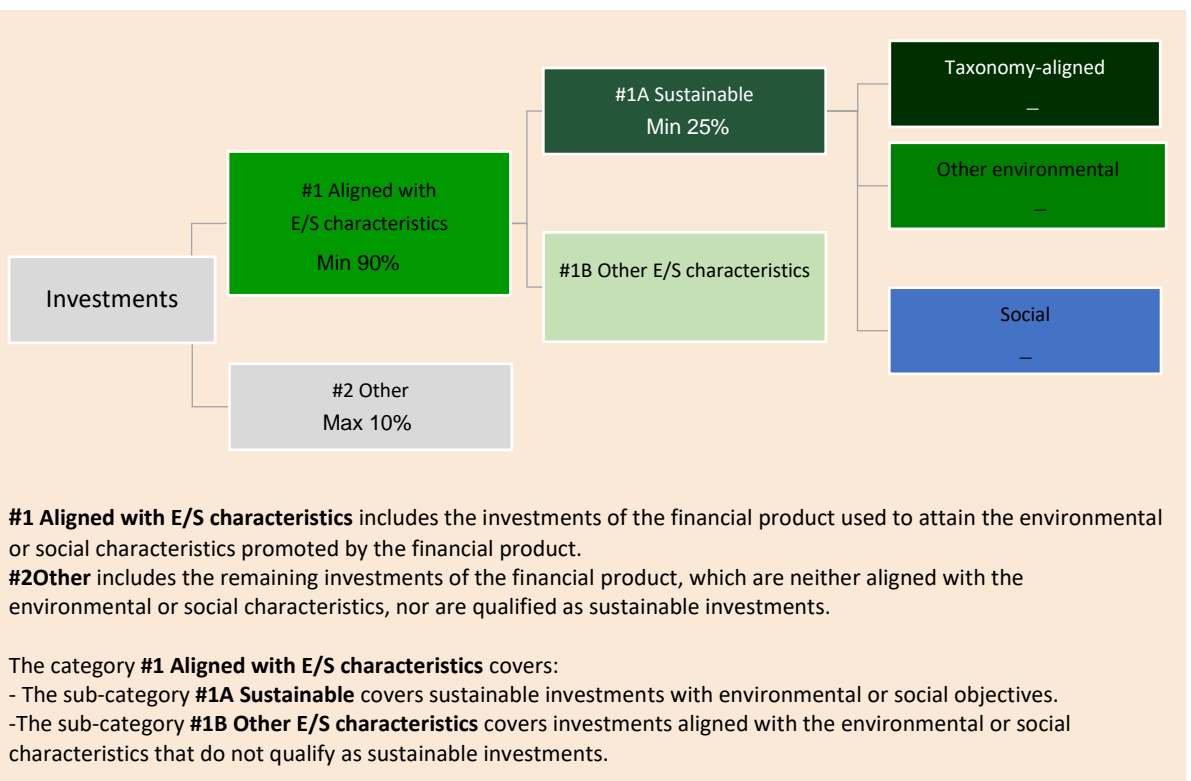 Investments
#1 Aligned with
E/S characteristics
Min 90%
#2 Other
Max 10%
#1A Sustainable
Min 25%
#1B Other E/S characteristics
Taxonomy-aligned
_
Other environmental
_
Social
_
#1 Aligned with E/S characteristics includes the investments of the financial product used to attain the environmental
or social characteristics promoted by the financial product.
#2Other includes the remaining investments of the financial product, which are neither aligned with the
environmental or social characteristics, nor are qualified as sustainable investments.
The category #1 Aligned with E/S characteristics covers:
- The sub-category #1A Sustainable covers sustainable investments with environmental or social objectives.
-The sub-category #1B Other E/S characteristics covers investments aligned with the environmental or social
characteristics that do not qualify as sustainable investments.